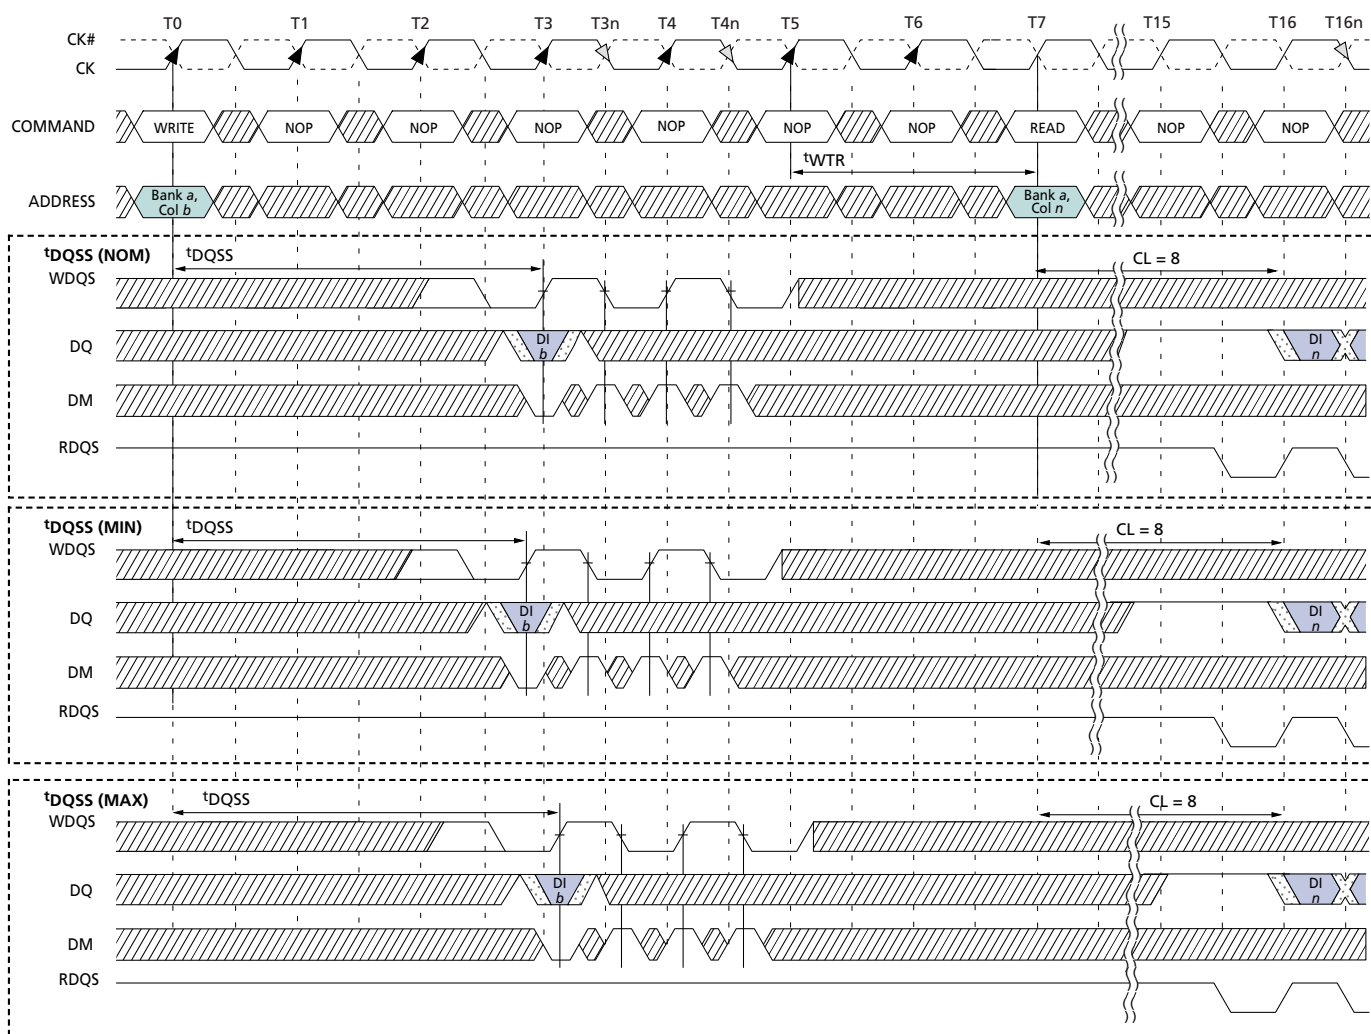 T0 T1 T2 T3 T3n T4 T4n T5 T6 T7 T15 T16 T16n
CK#
CK
COMMAND WRITE NOP NOP NOP NOP NOP NOP READ NOP NOP
tWTR
ADDRESS Bank a, Col b Bank a, Col n
tDQSS (NOM) tDQSS CL = 8
WDQS
DQ DI b DI n
DM
RDQS
tDQSS (MIN) tDQSS CL = 8
WDQS
DQ DI b DI n
DM
RDQS
tDQSS (MAX) tDQSS CL = 8
WDQS
DQ DI b DI n
DM
RDQS